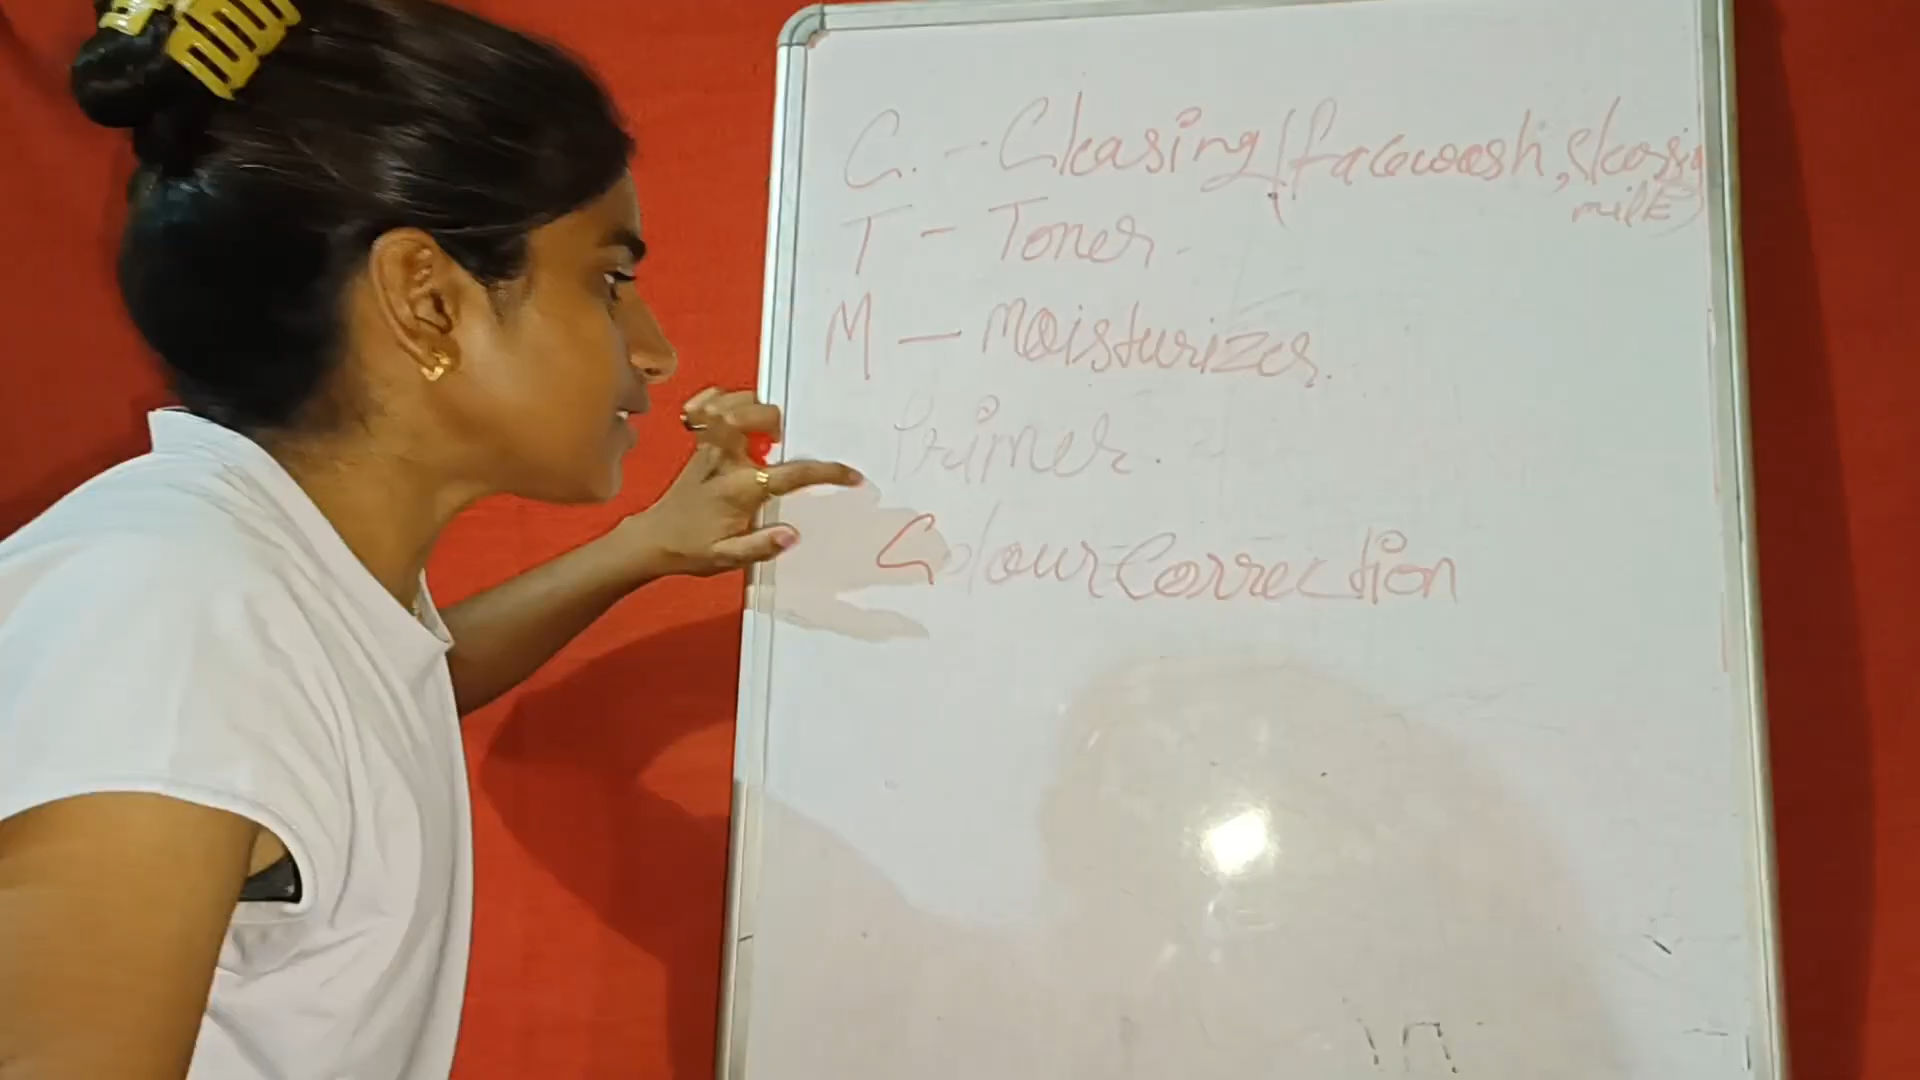 C. - Cleasing (facewash, cleasing
milk)
T - Toner.
M - Moisturizer.
Primer.
Colour Correction